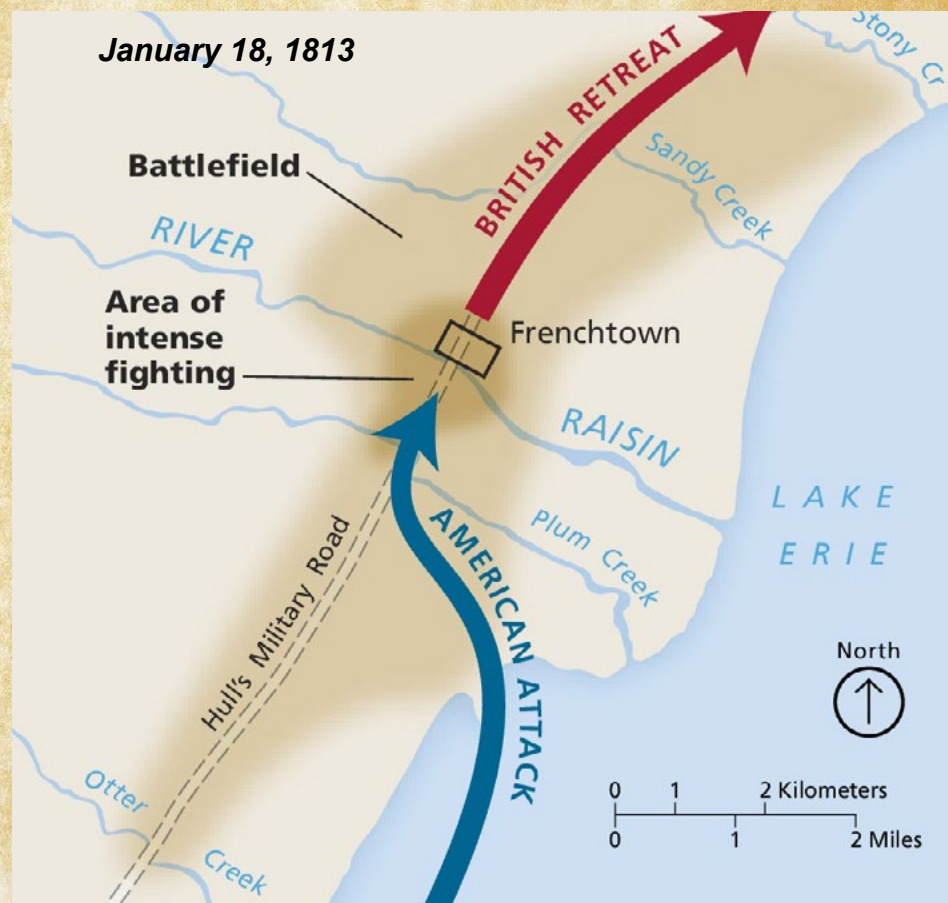 January 18, 1813
Stony Cr
BRITISH RETREAT
Battlefield
Sandy Creek
RIVER
Area of
intense
fighting
Frenchtown
RAISIN
LAKE
ERIE
Plum Creek
AMERICAN ATTACK
Hull's Military Road
North
Otter
Creek
0 1 2 Kilometers
0 1 2 Miles